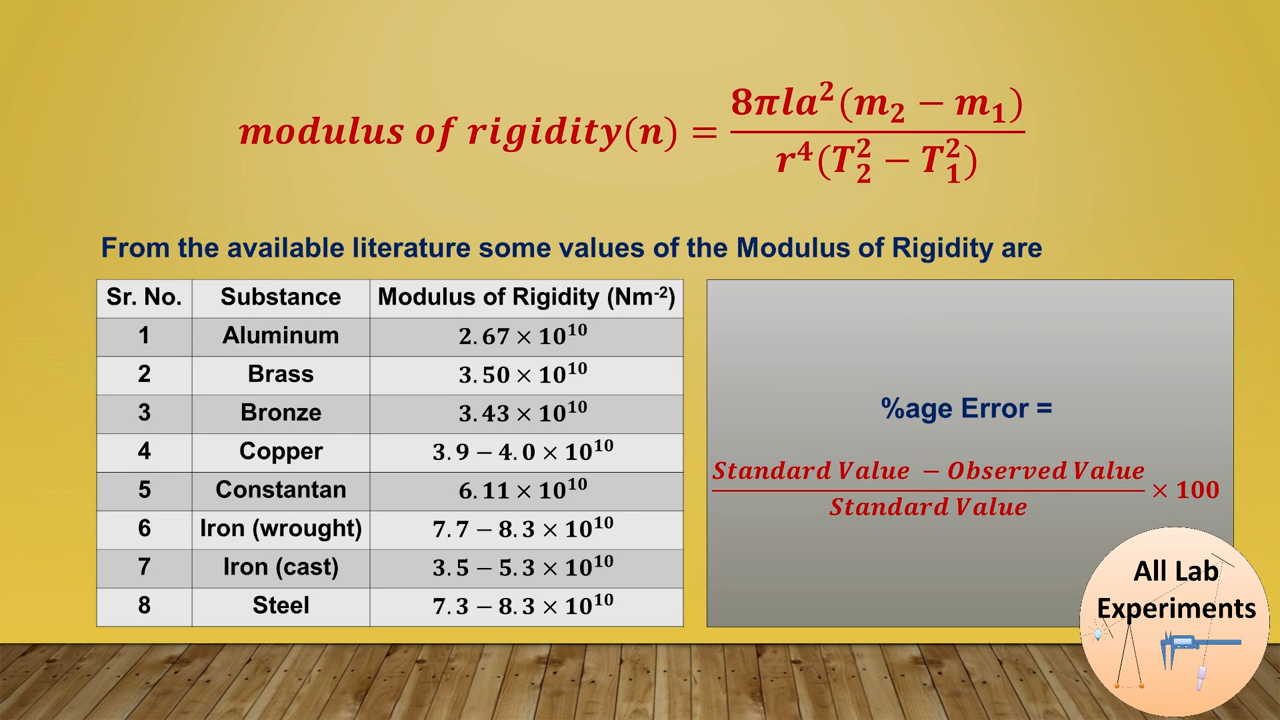 modulus of rigidity(n) = 8πla²(m₂ − m₁) / r⁴(T₂² − T₁²)
From the available literature some values of the Modulus of Rigidity are
Sr. No. Substance Modulus of Rigidity (Nm⁻²)
1 Aluminum 2.67 × 10¹⁰
2 Brass 3.50 × 10¹⁰
3 Bronze 3.43 × 10¹⁰
4 Copper 3.9 − 4.0 × 10¹⁰
5 Constantan 6.11 × 10¹⁰
6 Iron (wrought) 7.7 − 8.3 × 10¹⁰
7 Iron (cast) 3.5 − 5.3 × 10¹⁰
8 Steel 7.3 − 8.3 × 10¹⁰
%age Error =
Standard Value − Observed Value / Standard Value × 100
All Lab
Experiments